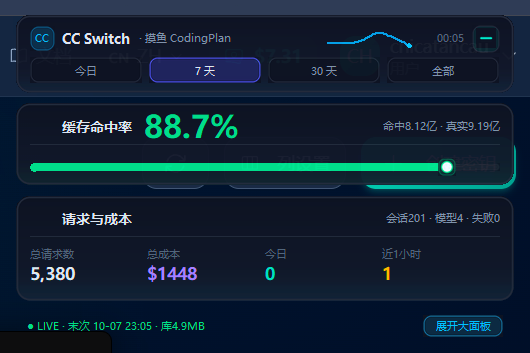 CC CC Switch · 摸鱼 CodingPlan 00:05
今日 7 天 30 天 全部
缓存命中率 88.7% 命中8.12亿 · 真实9.19亿
请求与成本 会话201 · 模型4 · 失败0
总请求数 总成本 今日 近1小时
5,380 $1448 0 1
● LIVE · 末次 10-07 23:05 · 库4.9MB 展开大面板